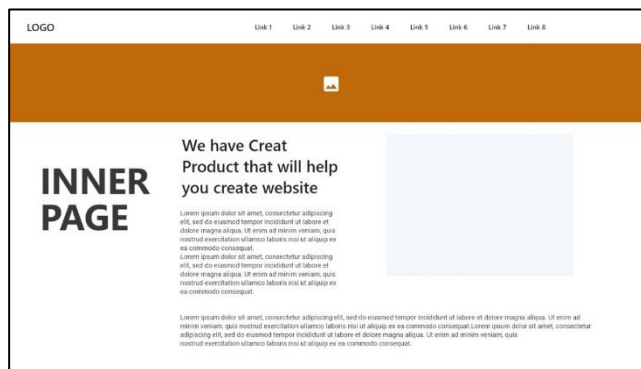 LOGO
Link 1 Link 2 Link 3 Link 4 Link 5 Link 6 Link 7 Link 8
INNER
PAGE
We have Creat
Product that will help
you create website
Lorem ipsum dolor sit amet, consectetur adipiscing
elit, sed do eiusmod tempor incididunt ut labore et
dolore magna aliqua. Ut enim ad minim veniam, quis
nostrud exercitation ullamco laboris nisi ut aliquip ex
ea commodo consequat.
Lorem ipsum dolor sit amet, consectetur adipiscing
elit, sed do eiusmod tempor incididunt ut labore et
dolore magna aliqua. Ut enim ad minim veniam, quis
nostrud exercitation ullamco laboris nisi ut aliquip ex
ea commodo consequat.
Lorem ipsum dolor sit amet, consectetur adipiscing elit, sed do eiusmod tempor incididunt ut labore et dolore magna aliqua. Ut enim ad
minim veniam, quis nostrud exercitation ullamco laboris nisi ut aliquip ex ea commodo consequat.Lorem ipsum dolor sit amet, consectetur
adipiscing elit, sed do eiusmod tempor incididunt ut labore et dolore magna aliqua. Ut enim ad minim veniam, quis
nostrud exercitation ullamco laboris nisi ut aliquip ex ea commodo consequat.